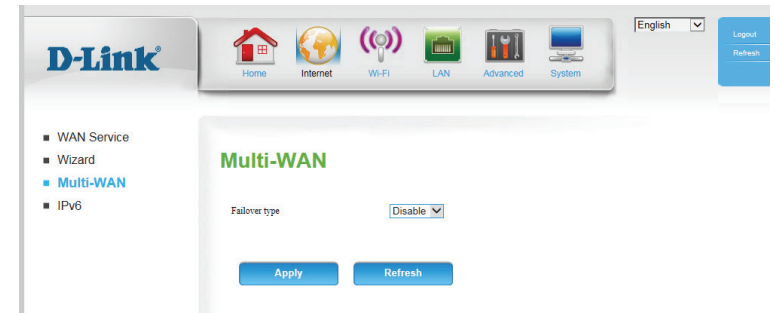 English
Logout
Refresh
D-Link
Home Internet Wi-Fi LAN Advanced System
WAN Service
Wizard
Multi-WAN
IPv6
Multi-WAN
Failover type Disable
Apply Refresh